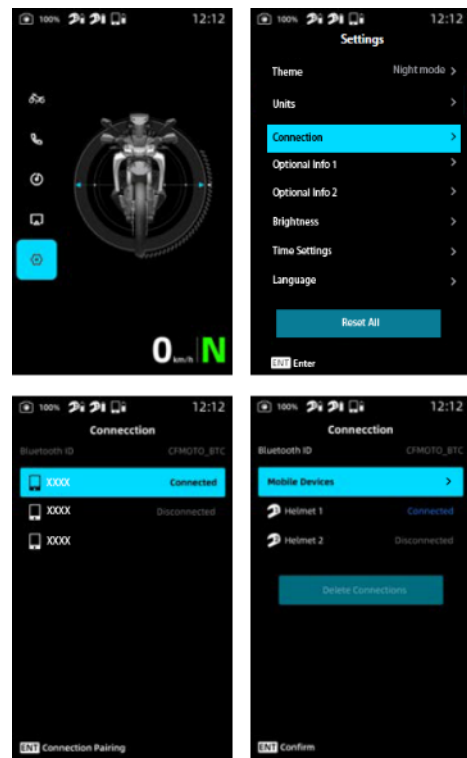 100% 12:12
0 km/h N
100% 12:12
Settings
Theme Night mode >
Units >
Connection >
Optional Info 1 >
Optional Info 2 >
Brightness >
Time Settings >
Language >
Reset All
ENT Enter
100% 12:12
Connecction
Bluetooth ID CFMOTO_BTC
XXXX Connected
XXXX Disconnected
XXXX
ENT Connection Pairing
100% 12:12
Connecction
Bluetooth ID CFMOTO_BTC
Mobile Devices >
Helmet 1 Connected
Helmet 2 Disconnected
Delete Connections
ENT Confirm